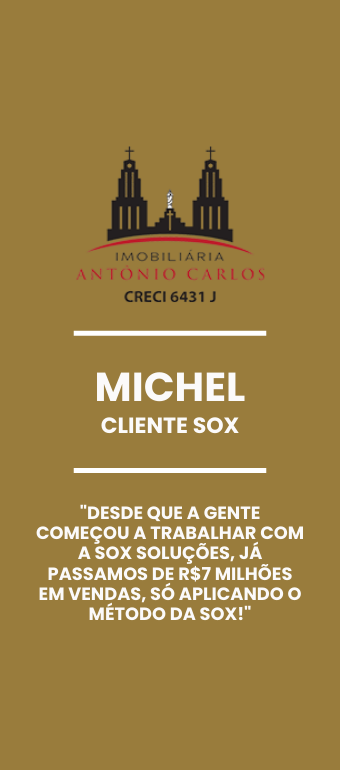 IMOBILIÁRIA
ANTÔNIO CARLOS
CRECI 6431 J
MICHEL
CLIENTE SOX
"DESDE QUE A GENTE
COMEÇOU A TRABALHAR COM
A SOX SOLUÇÕES, JÁ
PASSAMOS DE R$7 MILHÕES
EM VENDAS, SÓ APLICANDO O
MÉTODO DA SOX!"